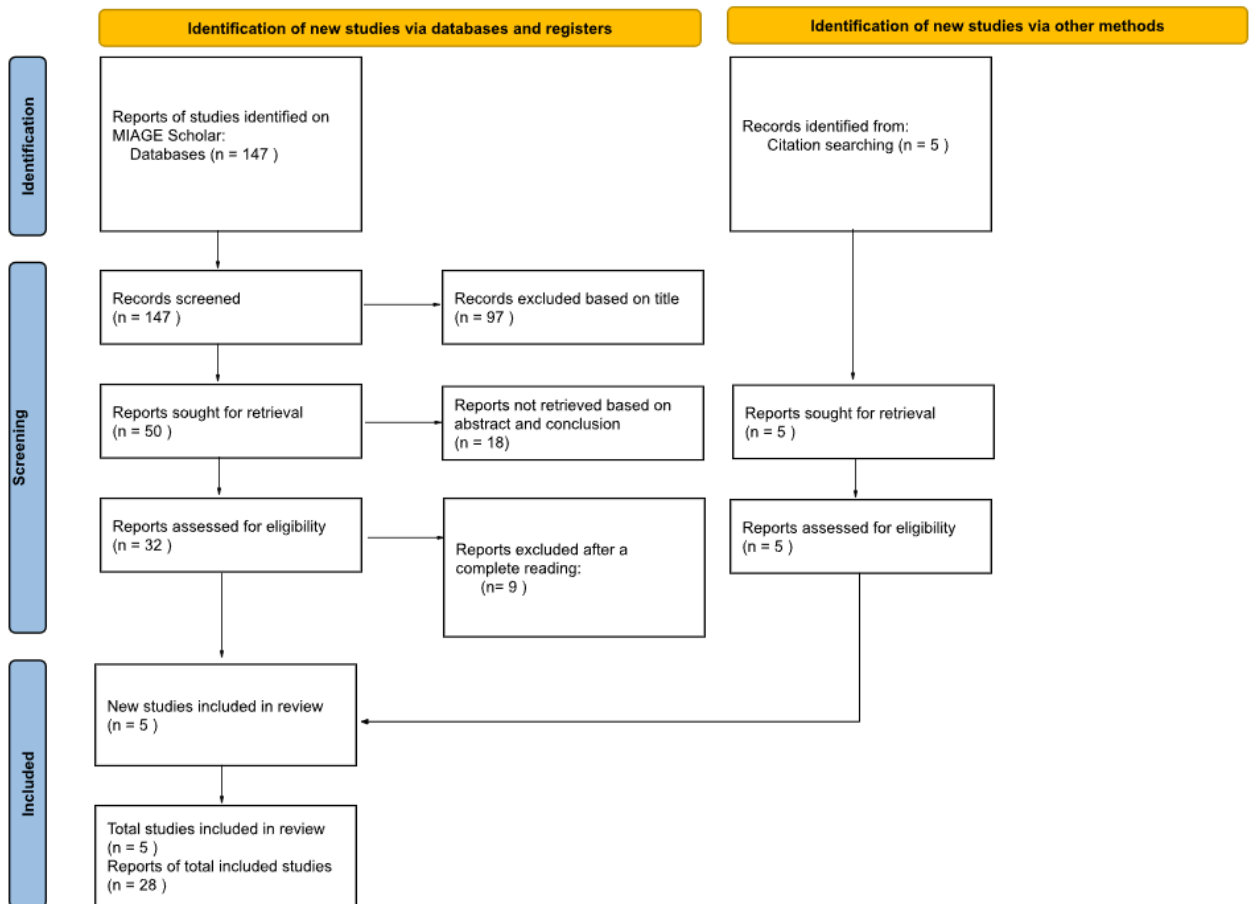 Identification of new studies via databases and registers
Identification of new studies via other methods
Identification
Reports of studies identified on
MIAGE Scholar:
Databases (n = 147 )
Records identified from:
Citation searching (n = 5 )
Screening
Records screened
(n = 147 )
Records excluded based on title
(n = 97 )
Reports sought for retrieval
(n = 50 )
Reports not retrieved based on
abstract and conclusion
(n = 18)
Reports sought for retrieval
(n = 5 )
Reports assessed for eligibility
(n = 32 )
Reports excluded after a
complete reading:
(n= 9 )
Reports assessed for eligibility
(n = 5 )
Included
New studies included in review
(n = 5 )
Total studies included in review
(n = 5 )
Reports of total included studies
(n = 28 )